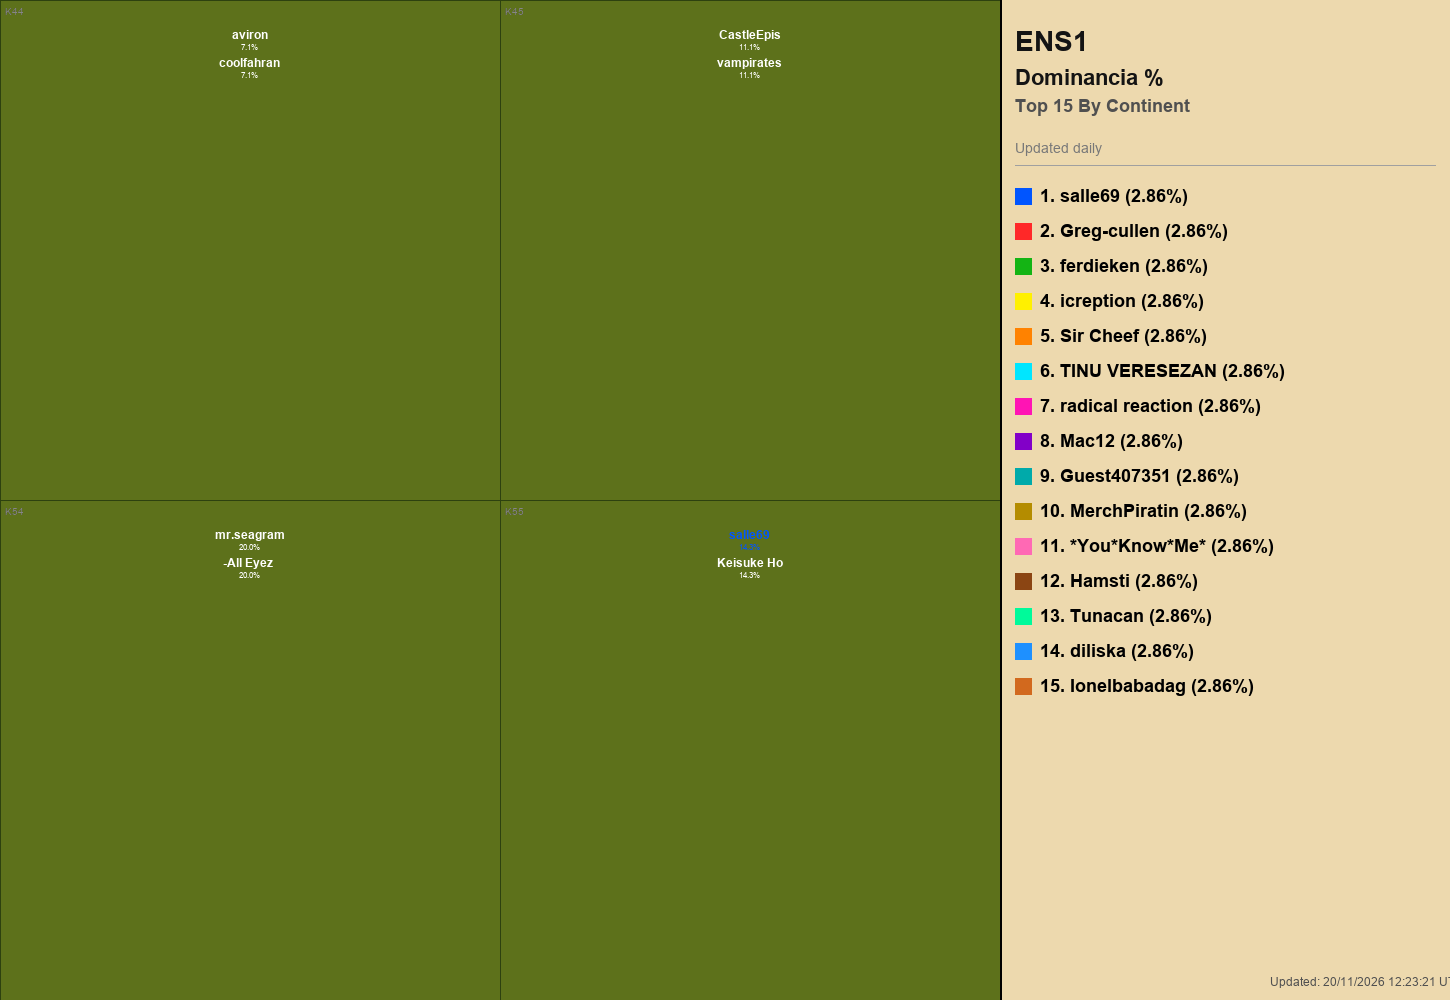 K44
aviron
7.1%
coolfahran
7.1%
K45
CastleEpis
11.1%
vampirates
11.1%
K54
mr.seagram
20.0%
-All Eyez
20.0%
K55
salle69
14.3%
Keisuke Ho
14.3%
ENS1
Dominancia %
Top 15 By Continent
Updated daily
1. salle69 (2.86%)
2. Greg-cullen (2.86%)
3. ferdieken (2.86%)
4. icreption (2.86%)
5. Sir Cheef (2.86%)
6. TINU VERESEZAN (2.86%)
7. radical reaction (2.86%)
8. Mac12 (2.86%)
9. Guest407351 (2.86%)
10. MerchPiratin (2.86%)
11. *You*Know*Me* (2.86%)
12. Hamsti (2.86%)
13. Tunacan (2.86%)
14. diliska (2.86%)
15. lonelbabadag (2.86%)
Updated: 20/11/2026 12:23:21